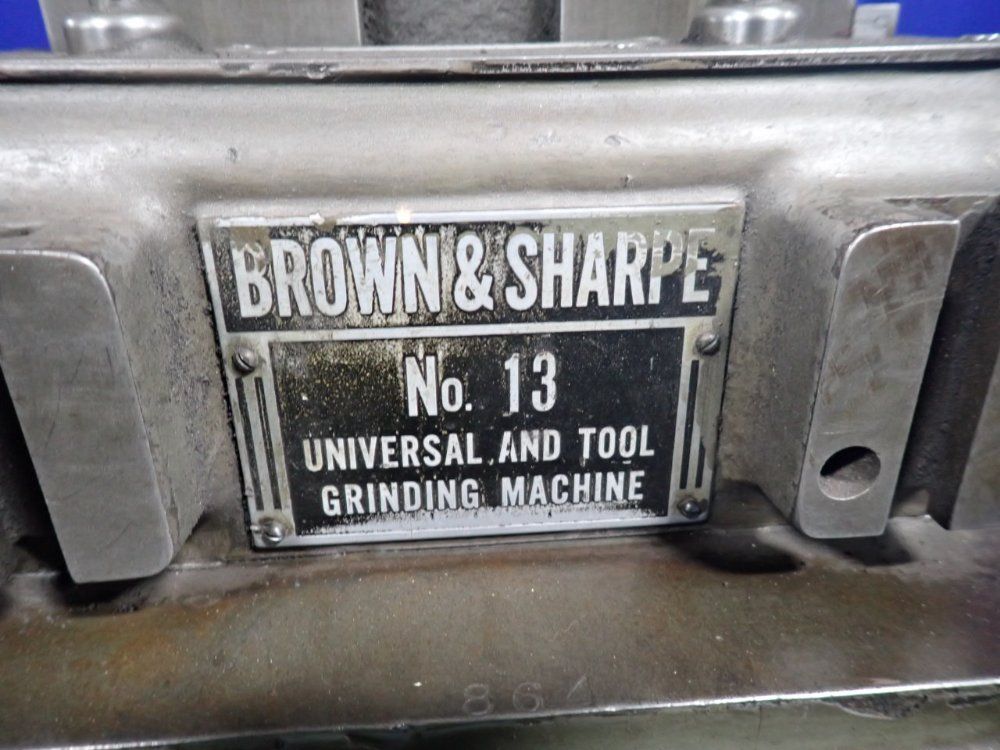 BROWN & SHARPE
No. 13
UNIVERSAL AND TOOL
GRINDING MACHINE